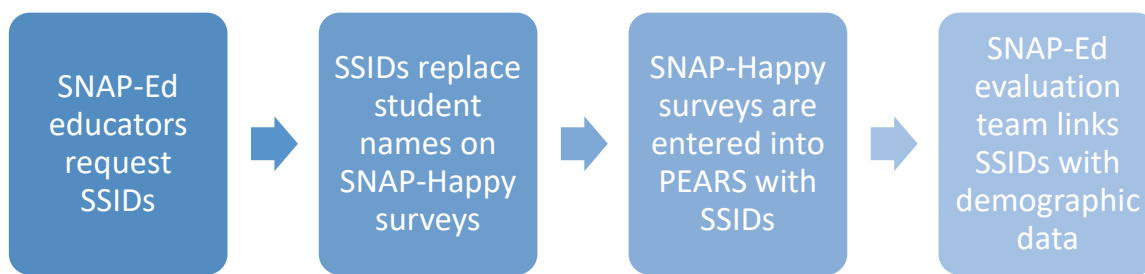 SNAP-Ed
educators
request
SSIDs
SSIDs replace
student
names on
SNAP-Happy
surveys
SNAP-Happy
surveys are
entered into
PEARS with
SSIDs
SNAP-Ed
evaluation
team links
SSIDs with
demographic
data